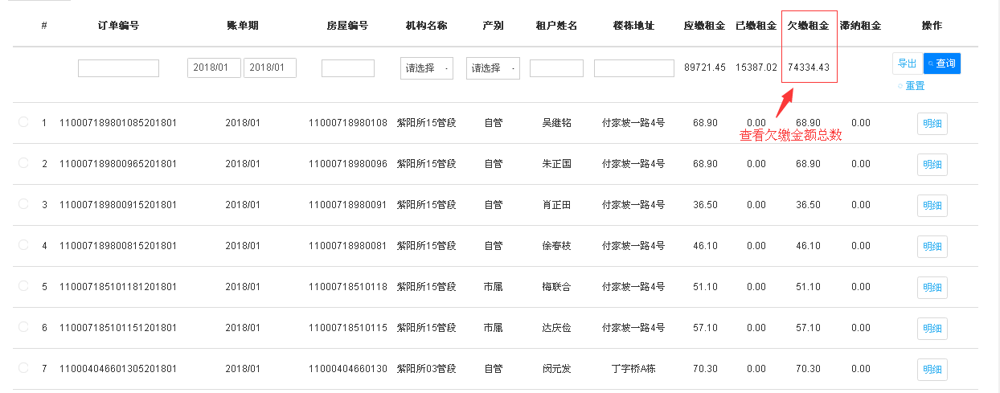 # 订单编号 账单期 房屋编号 机构名称 产别 租户姓名 楼栋地址 应缴租金 已缴租金 欠缴租金 滞纳租金 操作
2018/01 2018/01 请选择 请选择 89721.45 15387.02 74334.43 导出 查询
重置
1 110007189801085201801 2018/01 11000718980108 紫阳所15管段 自管 吴继铭 付家坡一路4号 68.90 0.00 68.90 0.00 明细
查看欠缴金额总数
2 110007189800965201801 2018/01 11000718980096 紫阳所15管段 自管 朱正国 付家坡一路4号 68.90 0.00 68.90 0.00 明细
3 110007189800915201801 2018/01 11000718980091 紫阳所15管段 自管 肖正田 付家坡一路4号 36.50 0.00 36.50 0.00 明细
4 110007189800815201801 2018/01 11000718980081 紫阳所15管段 自管 徐春枝 付家坡一路4号 46.10 0.00 46.10 0.00 明细
5 110007185101181201801 2018/01 11000718510118 紫阳所15管段 市属 梅联合 付家坡一路4号 51.10 0.00 51.10 0.00 明细
6 110007185101151201801 2018/01 11000718510115 紫阳所15管段 市属 达庆俭 付家坡一路4号 57.10 0.00 57.10 0.00 明细
7 110004046601305201801 2018/01 11000404660130 紫阳所03管段 自管 闵元发 丁字桥A栋 70.30 0.00 70.30 0.00 明细